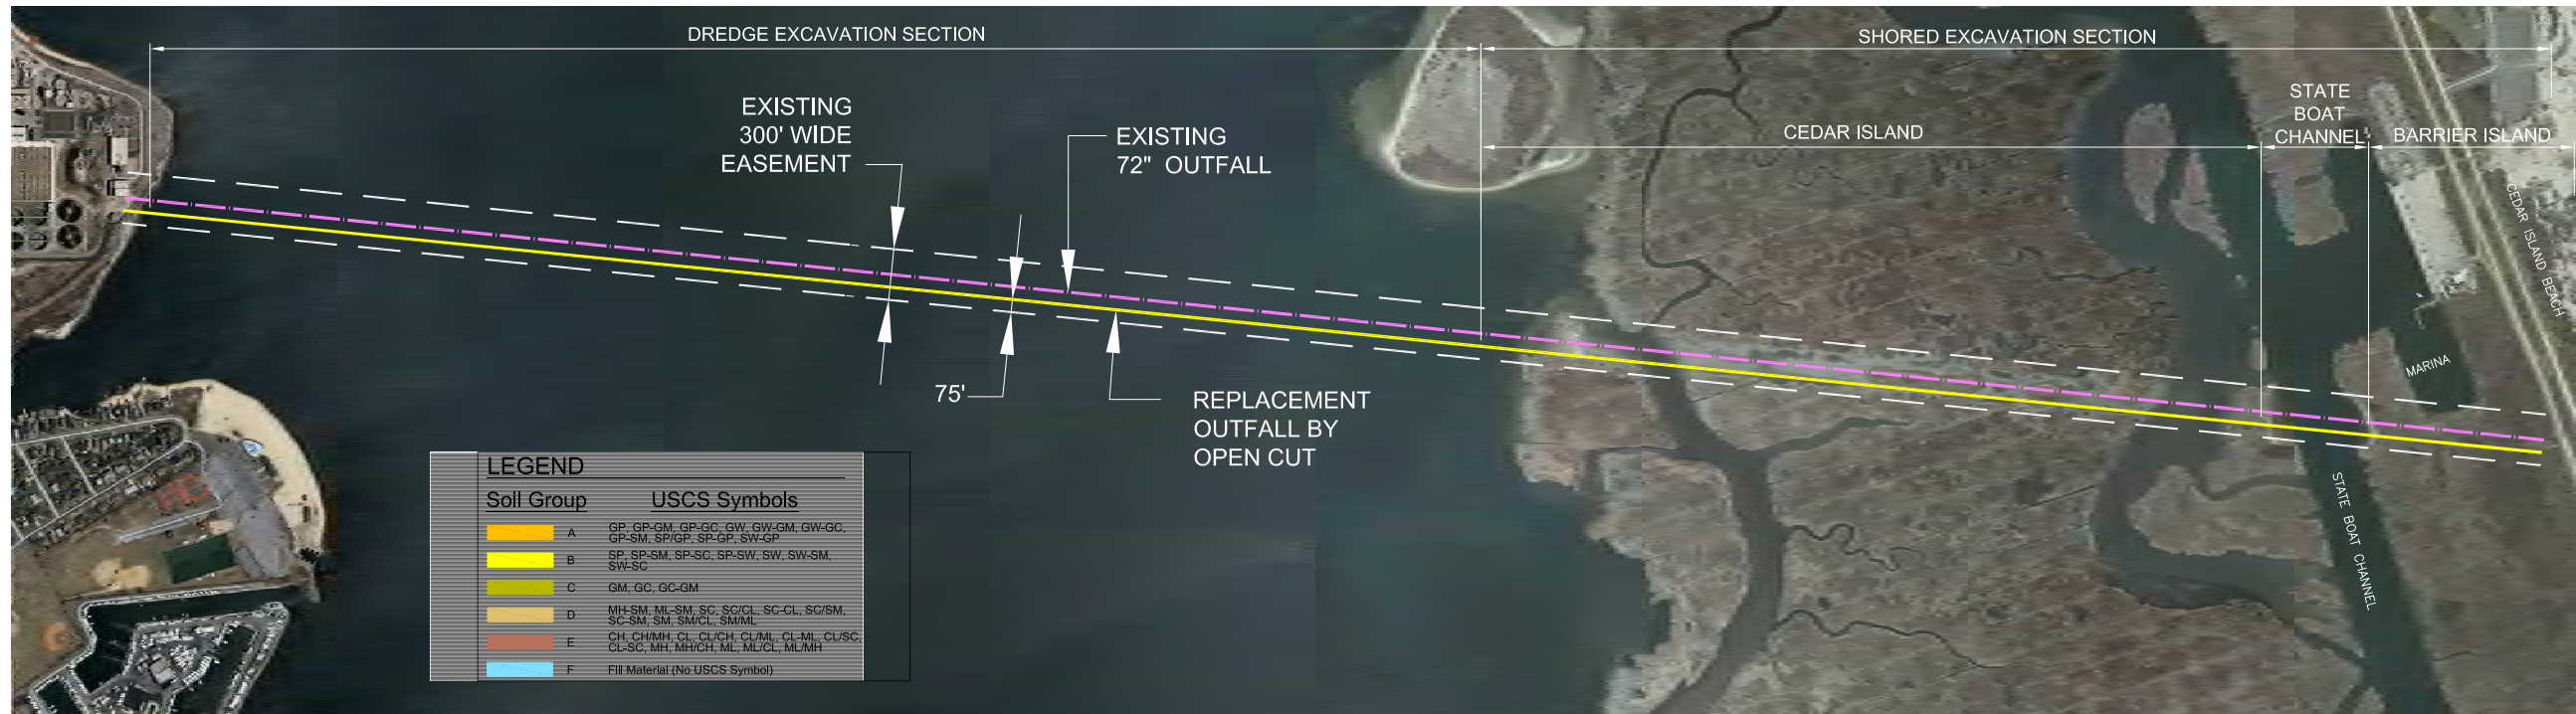 DREDGE EXCAVATION SECTION
SHORED EXCAVATION SECTION
EXISTING
300' WIDE
EASEMENT
EXISTING
72" OUTFALL
CEDAR ISLAND
STATE
BOAT
CHANNEL
BARRIER ISLAND
CEDAR ISLAND BEACH
MARINA
75'
REPLACEMENT
OUTFALL BY
OPEN CUT
STATE BOAT CHANNEL
LEGEND
Soil Group USCS Symbols
A GP, GP-GM, GP-GC, GW, GW-GM, GW-GC,
GP-SM, SP/GP, SP-GP, SW-GP
B SP, SP-SM, SP-SC, SP-SW, SW, SW-SM,
SW-SC
C GM, GC, GC-GM
D MH-SM, ML-SM, SC, SC/CL, SC-CL, SC/SM,
SC-SM, SM, SM/CL, SM/ML
E CH, CH/MH, CL, CL/CH, CL/ML, CL-ML, CL/SC,
CL-SC, MH, MH/CH, ML, ML/CL, ML/MH
F Fill Material (No USCS Symbol)